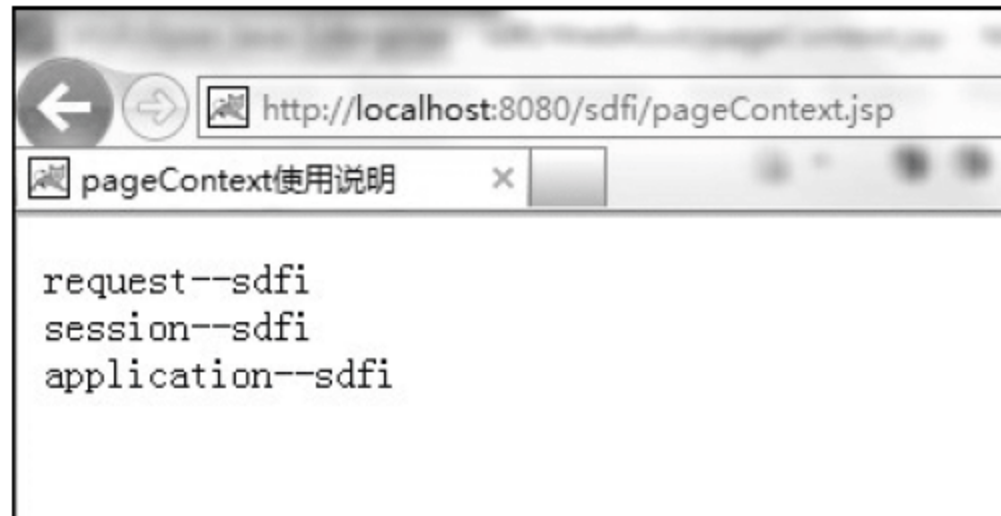 http://localhost:8080/sdfi/pageContext.jsp
pageContext使用说明
request--sdfi
session--sdfi
application--sdfi